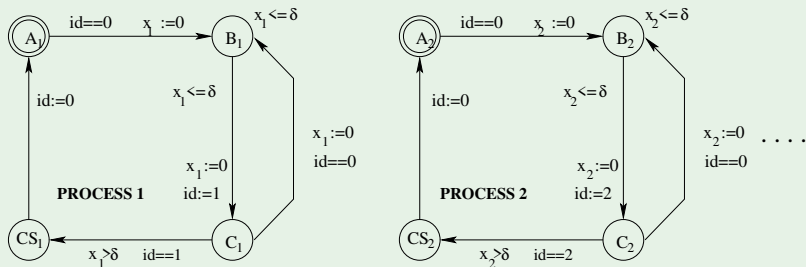 id==0 x₁:=0
x₁<=δ
A₁
B₁
x₁<=δ
id:=0
x₁:=0
id==0
x₁:=0
id:=1
PROCESS 1
CS₁
C₁
x₁>δ id==1
id==0 x₂:=0
x₂<=δ
A₂
B₂
x₂<=δ
id:=0
x₂:=0
id==0
x₂:=0
id:=2
PROCESS 2
CS₂
C₂
x₂>δ id==2
. . . .